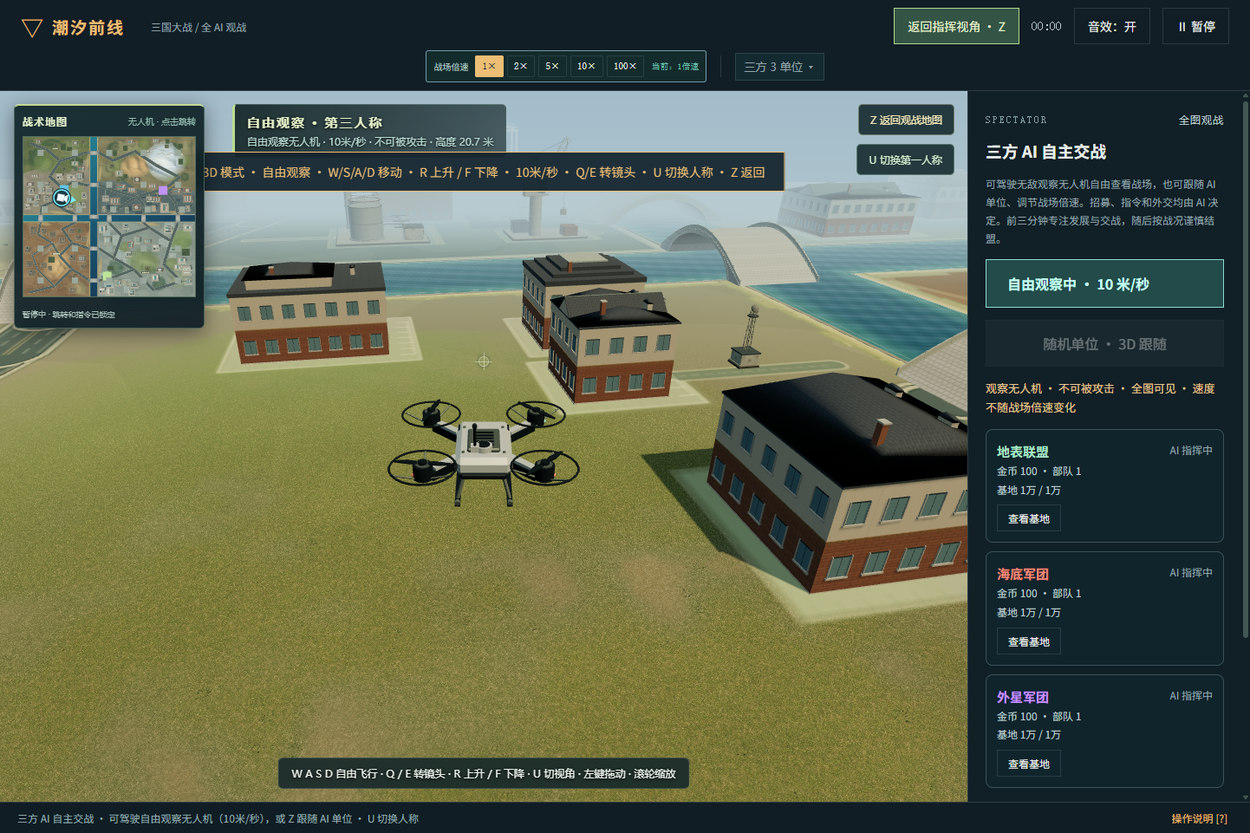 潮汐前线
三国大战 / 全 AI 观战
返回指挥视角 · Z
00:00
音效：开
II 暂停
战场倍速 1× 2× 5× 10× 100× 当前：1倍速
三方 3 单位
战术地图
无人机 · 点击跳转
暂停中 · 跳转和指令已锁定
自由观察 · 第三人称
自由观察无人机 · 10米/秒 · 不可被攻击 · 高度 20.7 米
3D 模式 · 自由观察 · W/S/A/D 移动 · R 上升 / F 下降 · 10米/秒 · Q/E 转镜头 · U 切换人称 · Z 返回
Z 返回观战地图
U 切换第一人称
W A S D 自由飞行 · Q / E 转镜头 · R 上升 / F 下降 · U 切视角 · 左键拖动 · 滚轮缩放
SPECTATOR
全图观战
三方 AI 自主交战
可驾驶无敌观察无人机自由查看战场，也可跟随 AI
单位、调节战场倍速。招募、指令和外交均由 AI 决
定。前三分钟专注发展与交战，随后按战况谨慎结
盟。
自由观察中 · 10 米/秒
随机单位 · 3D 跟随
观察无人机 · 不可被攻击 · 全图可见 · 速度
不随战场倍速变化
地表联盟
AI 指挥中
金币 100 · 部队 1
基地 1万 / 1万
查看基地
海底军团
AI 指挥中
金币 100 · 部队 1
基地 1万 / 1万
查看基地
外星军团
AI 指挥中
金币 100 · 部队 1
基地 1万 / 1万
查看基地
三方 AI 自主交战 · 可驾驶自由观察无人机（10米/秒），或 Z 跟随 AI 单位 · U 切换人称
操作说明 [?]